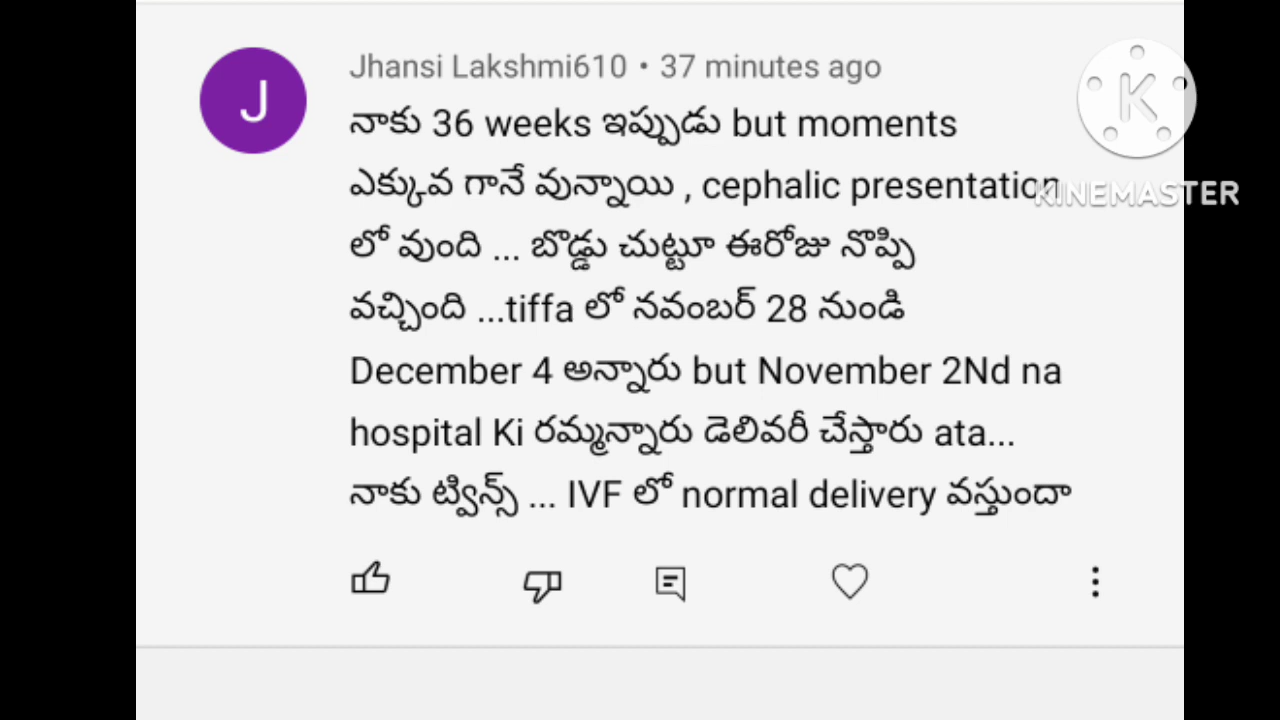 Jhansi Lakshmi610 • 37 minutes ago
J
నాకు 36 weeks ఇప్పుడు but moments
ఎక్కువ గానే వున్నాయి , cephalic presentation
లో వుంది ... బొడ్డు చుట్టూ ఈరోజు నొప్పి
వచ్చింది ...tiffa లో నవంబర్ 28 నుండి
December 4 అన్నారు but November 2Nd na
hospital Ki రమ్మన్నారు డెలివరీ చేస్తారు ata...
నాకు ట్విన్స్ ... IVF లో normal delivery వస్తుందా
K
KINEMASTER